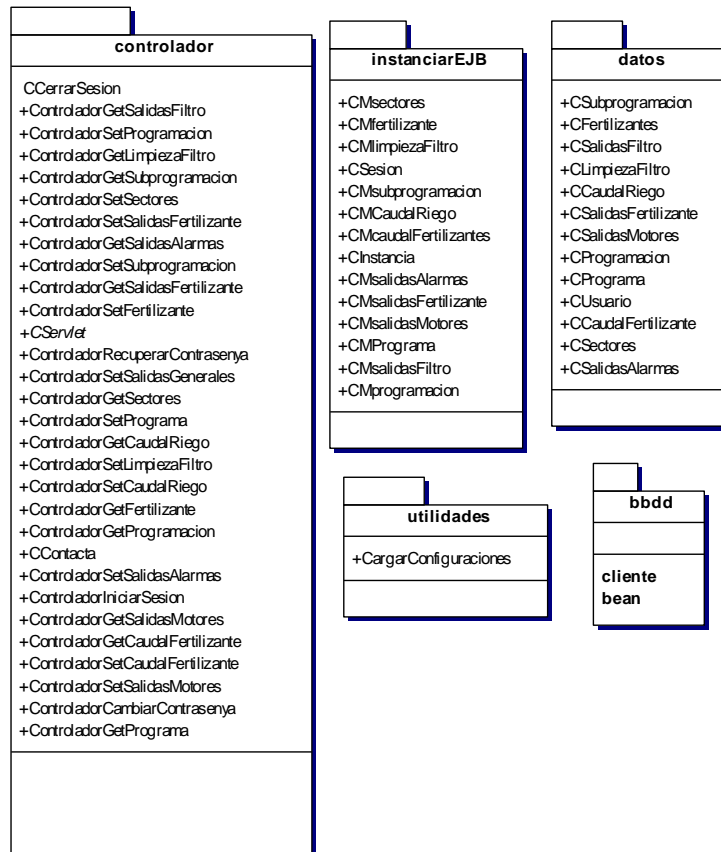 controlador
CCerrarSesion
+ControladorGetSalidasFiltro
+ControladorSetProgramacion
+ControladorGetLimpiezaFiltro
+ControladorGetSubprogramacion
+ControladorSetSectores
+ControladorSetSalidasFertilizante
+ControladorGetSalidasAlarmas
+ControladorSetSubprogramacion
+ControladorGetSalidasFertilizante
+ControladorSetFertilizante
+CServlet
+ControladorRecuperarContrasenya
+ControladorSetSalidasGenerales
+ControladorGetSectores
+ControladorSetPrograma
+ControladorGetCaudalRiego
+ControladorSetLimpiezaFiltro
+ControladorSetCaudalRiego
+ControladorGetFertilizante
+ControladorGetProgramacion
+CContacta
+ControladorSetSalidasAlarmas
+ControladorIniciarSesion
+ControladorGetSalidasMotores
+ControladorGetCaudalFertilizante
+ControladorSetCaudalFertilizante
+ControladorSetSalidasMotores
+ControladorCambiarContrasenya
+ControladorGetPrograma
instanciarEJB
+CMsectores
+CMfertilizante
+CMlimpiezaFiltro
+CSesion
+CMsubprogramacion
+CMCaudalRiego
+CMcaudalFertilizantes
+CInstancia
+CMsalidasAlarmas
+CMsalidasFertilizante
+CMsalidasMotores
+CMPrograma
+CMsalidasFiltro
+CMprogramacion
datos
+CSubprogramacion
+CFertilizantes
+CSalidasFiltro
+CLimpiezaFiltro
+CCaudalRiego
+CSalidasFertilizante
+CSalidasMotores
+CProgramacion
+CPrograma
+CUsuario
+CCaudalFertilizante
+CSectores
+CSalidasAlarmas
utilidades
+CargarConfiguraciones
bbdd
cliente
bean